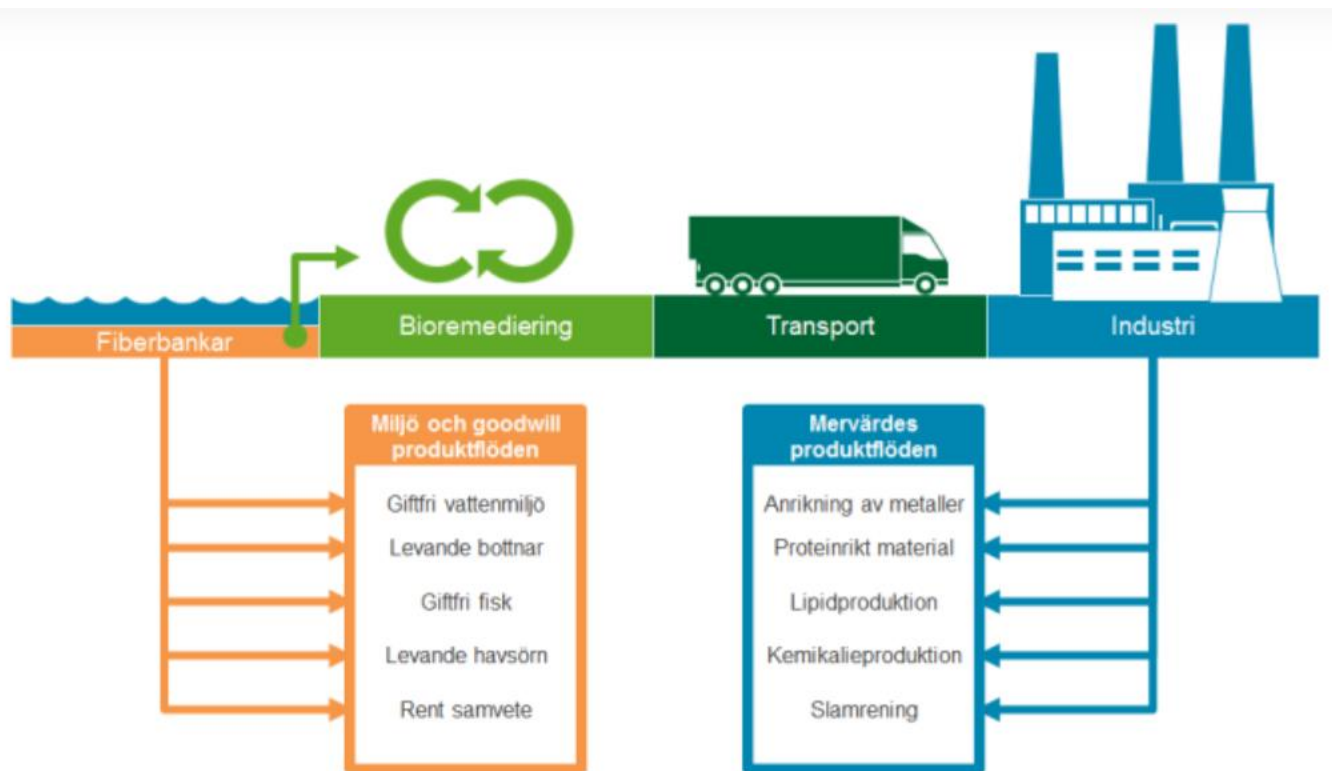 Fiberbankar
Bioremediering
Transport
Industri
Miljö och goodwill
produktflöden
Giftfri vattenmiljö
Levande bottnar
Giftfri fisk
Levande havsörn
Rent samvete
Mervärdes
produktflöden
Anrikning av metaller
Proteinrikt material
Lipidproduktion
Kemikalieproduktion
Slamrening